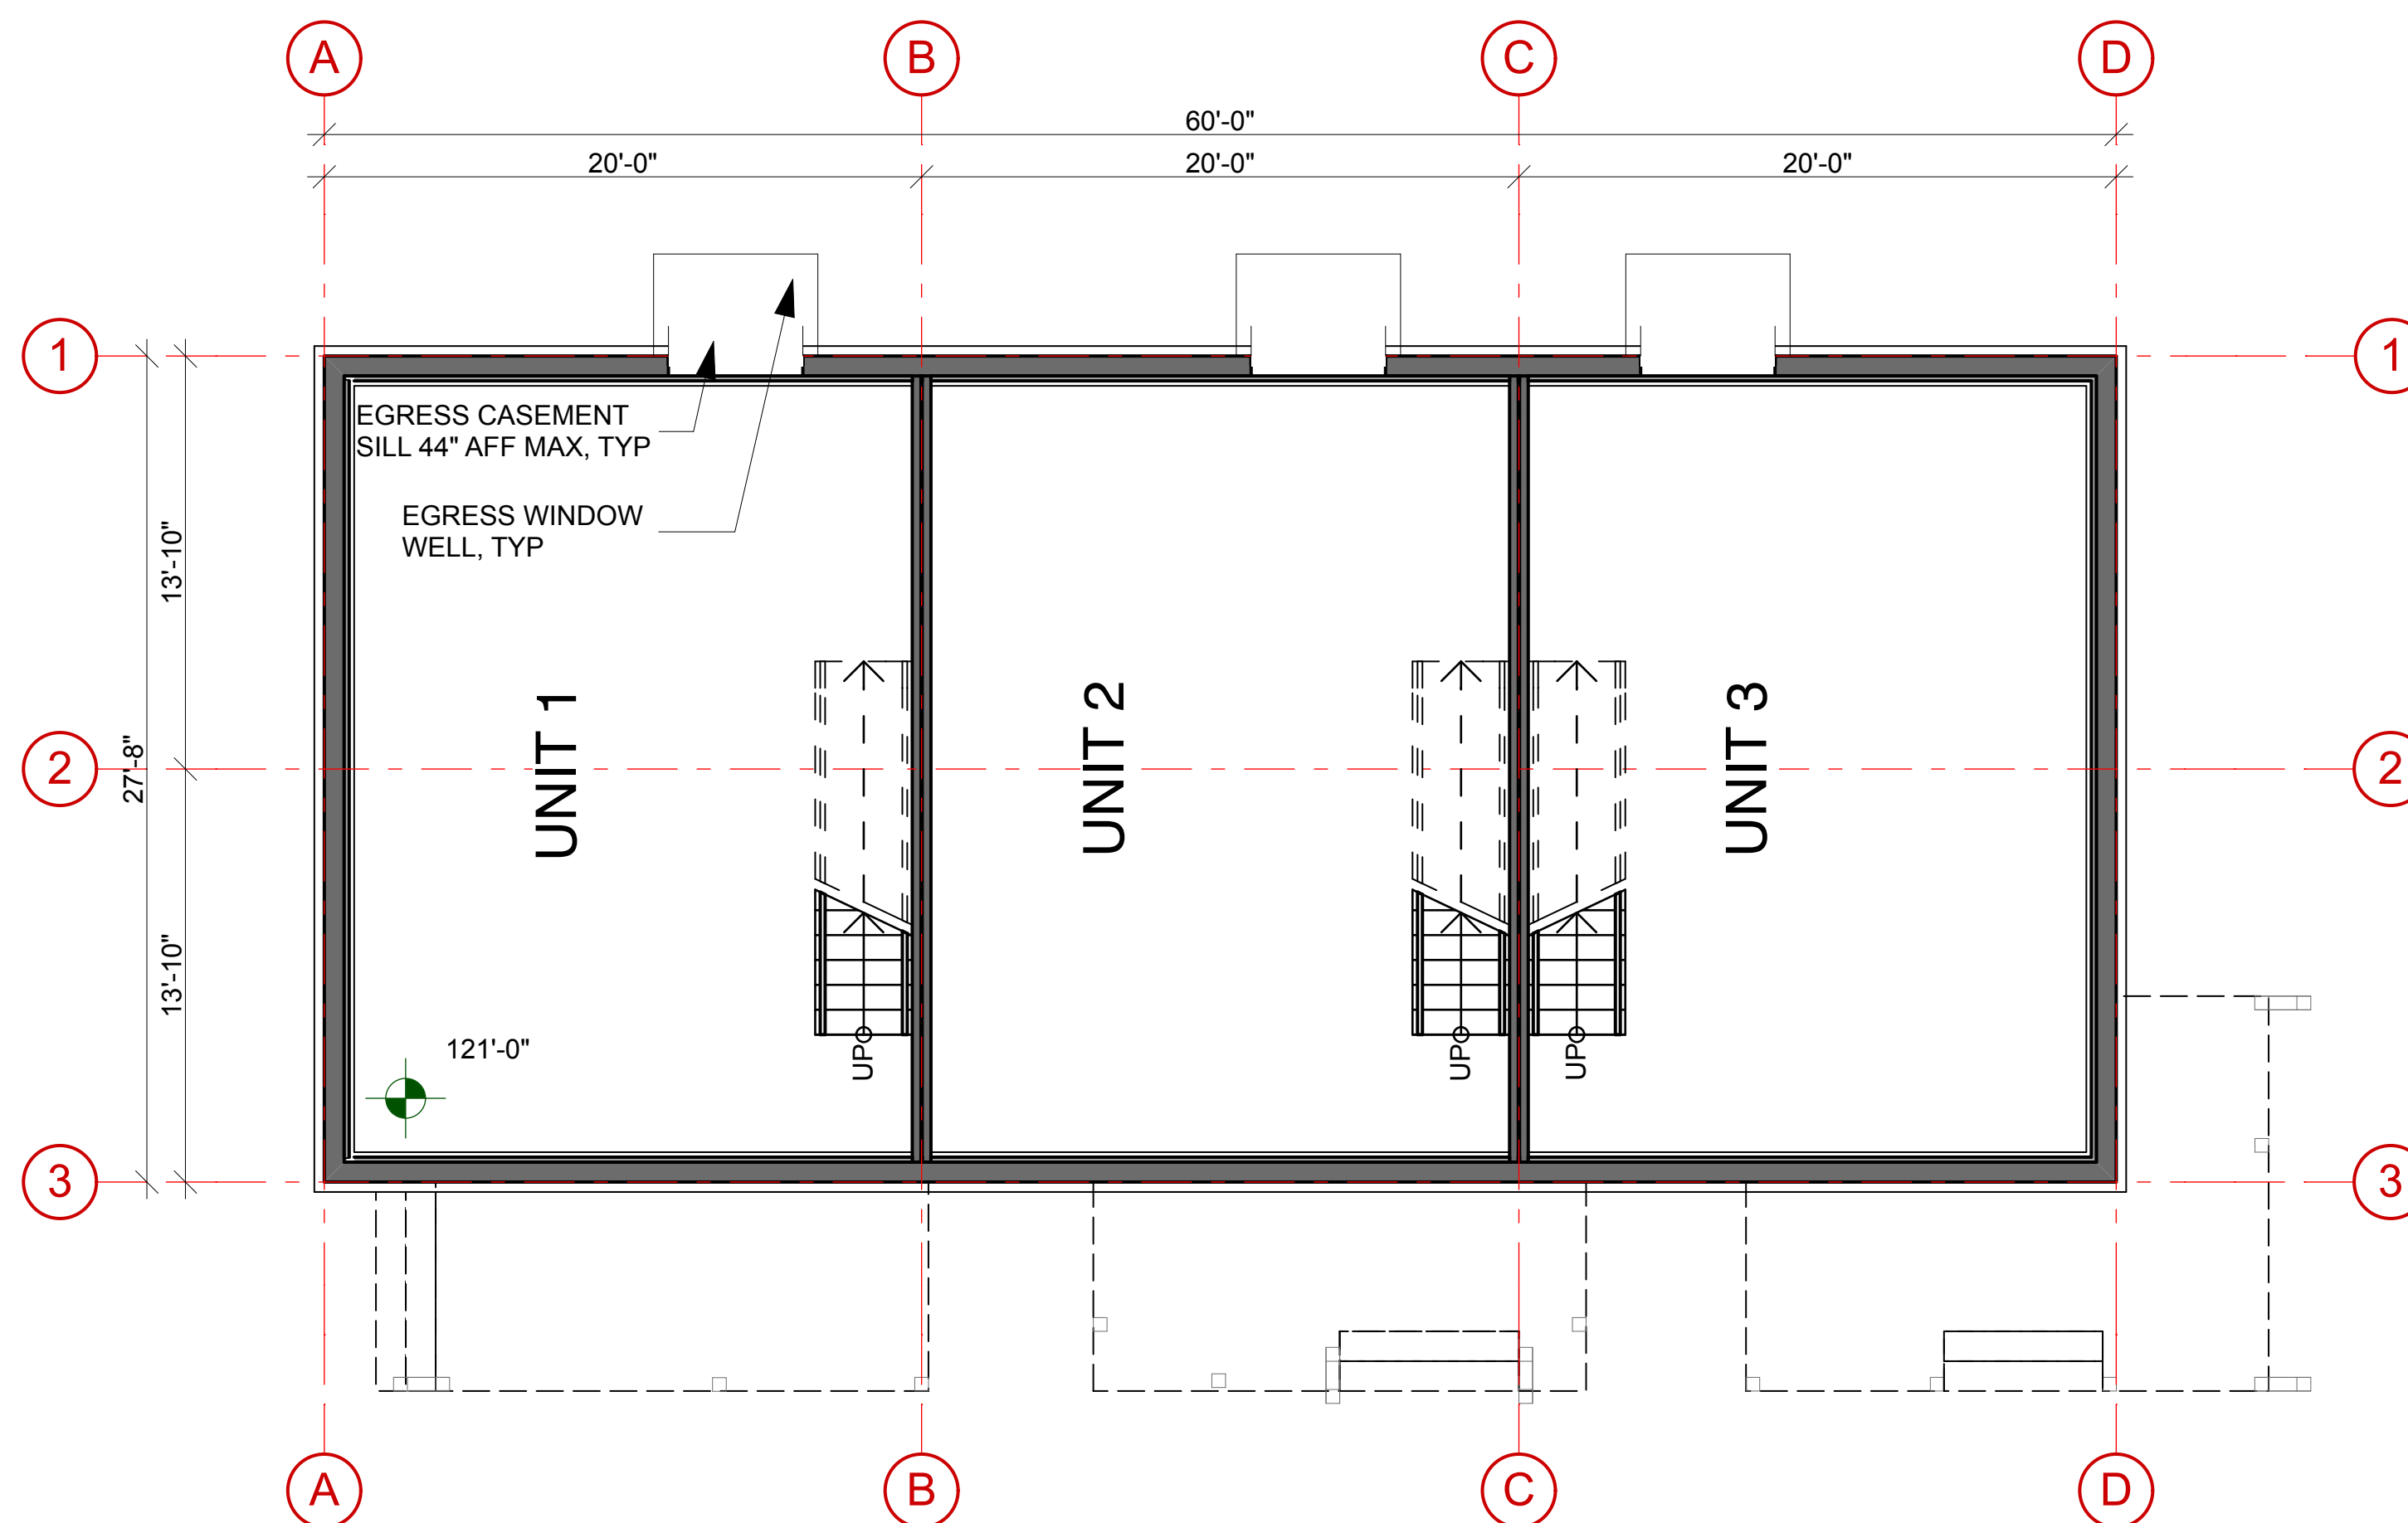 A B C D
60'-0"
20'-0" 20'-0" 20'-0"
1 1
EGRESS CASEMENT
SILL 44" AFF MAX, TYP
EGRESS WINDOW
WELL, TYP
13'-10"
UNIT 1 UNIT 2 UNIT 3
2 27'-8" 2
13'-10"
121'-0"
UP UP UP
3 3
A B C D